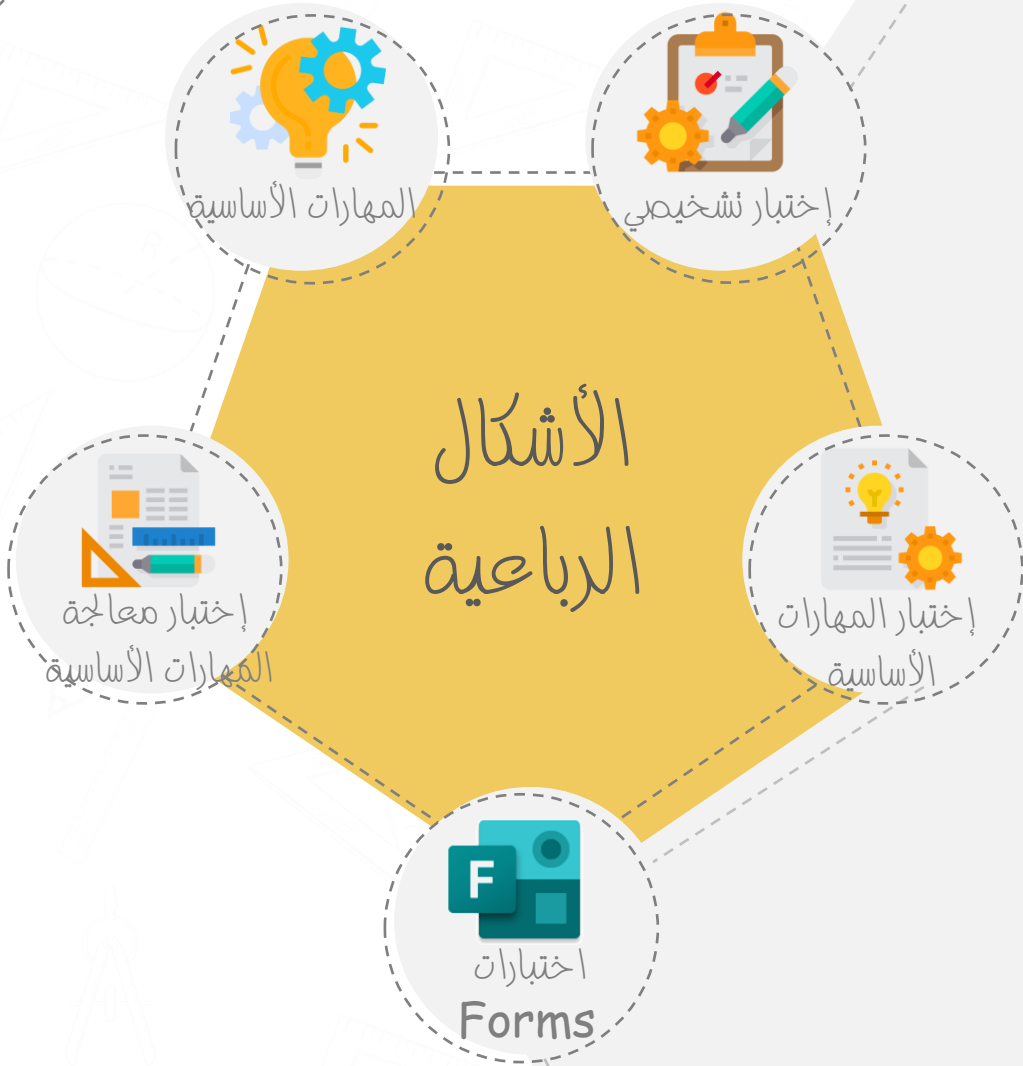 إختبار تشخيصي
المهارات الأساسية
الأشكال
الرباعية
إختبار المهارات
الأساسية
إختبار معالجة
المهارات الأساسية
F
اختبارات
Forms